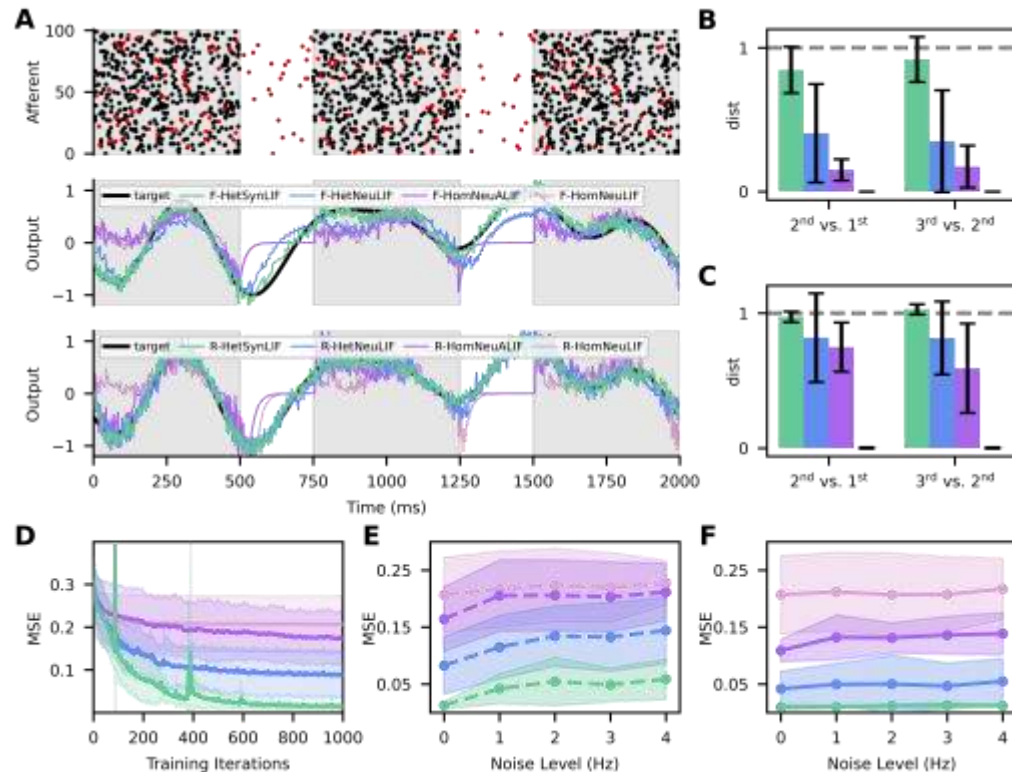 A
Afferent
100
50
0
Output
1
0
−1
target F-HetSynLIF F-HetNeuLIF F-HomNeuALIF F-HomNeuLIF
Output
1
0
−1
target R-HetSynLIF R-HetNeuLIF R-HomNeuALIF R-HomNeuLIF
0 250 500 750 1000 1250 1500 1750 2000
Time (ms)
B
dist
1
0
2nd vs. 1st 3rd vs. 2nd
C
dist
1
0
2nd vs. 1st 3rd vs. 2nd
D
MSE
0.3
0.2
0.1
0 200 400 600 800 1000
Training Iterations
E
MSE
0.25
0.15
0.05
0 1 2 3 4
Noise Level (Hz)
F
MSE
0.25
0.15
0.05
0 1 2 3 4
Noise Level (Hz)